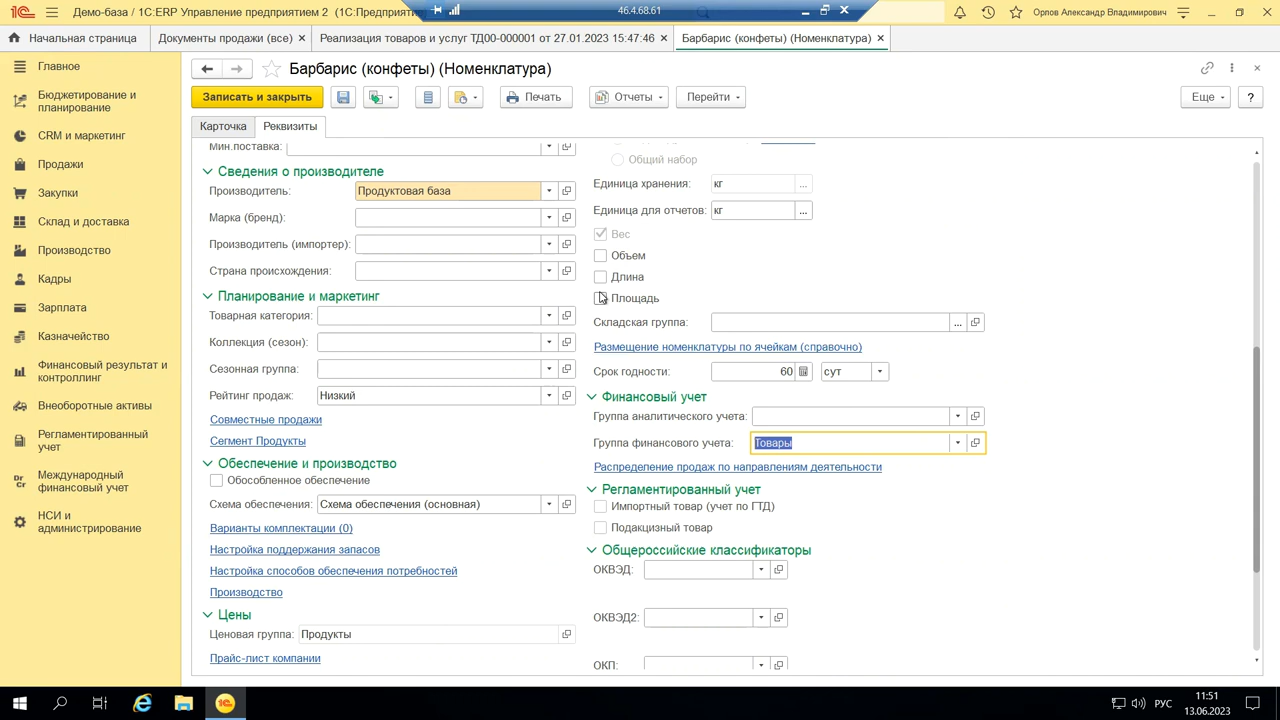 1С Демо-база / 1С:ERP Управление предприятием 2 (1С:Предприятие
46.4.68.61
Орлов Александр Владимирович
Начальная страница
Документы продажи (все) ×
Реализация товаров и услуг ТД00-000001 от 27.01.2023 15:47:46 ×
Барбарис (конфеты) (Номенклатура) ×
Главное
Бюджетирование и
планирование
CRM и маркетинг
Продажи
Закупки
Склад и доставка
Производство
Кадры
Зарплата
Казначейство
Финансовый результат и
контроллинг
Внеоборотные активы
Регламентированный
учет
Международный
финансовый учет
НСИ и
администрирование
Барбарис (конфеты) (Номенклатура)
Записать и закрыть
Печать
Отчеты
Перейти
Еще
?
Карточка
Реквизиты
Мин.поставка:
Сведения о производителе
Производитель: Продуктовая база
Марка (бренд):
Производитель (импортер):
Страна происхождения:
Планирование и маркетинг
Товарная категория:
Коллекция (сезон):
Сезонная группа:
Рейтинг продаж: Низкий
Совместные продажи
Сегмент Продукты
Обеспечение и производство
Обособленное обеспечение
Схема обеспечения: Схема обеспечения (основная)
Варианты комплектации (0)
Настройка поддержания запасов
Настройка способов обеспечения потребностей
Производство
Цены
Ценовая группа: Продукты
Прайс-лист компании
Общий набор
Единица хранения: кг ...
Единица для отчетов: кг ...
Вес
Объем
Длина
Площадь
Складская группа: ...
Размещение номенклатуры по ячейкам (справочно)
Срок годности: 60 сут
Финансовый учет
Группа аналитического учета:
Группа финансового учета: Товары
Распределение продаж по направлениям деятельности
Регламентированный учет
Импортный товар (учет по ГТД)
Подакцизный товар
Общероссийские классификаторы
ОКВЭД:
ОКВЭД2:
ОКП:
РУС
11:51
13.06.2023